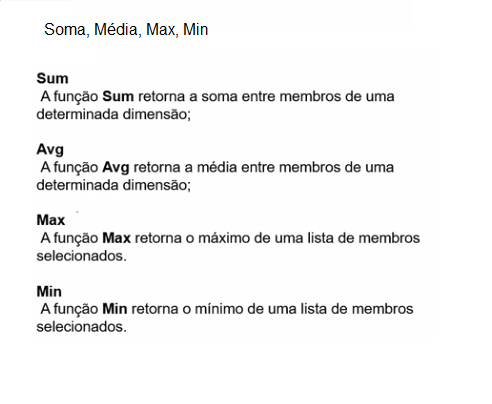 Soma, Média, Max, Min
Sum
A função Sum retorna a soma entre membros de uma
determinada dimensão;
Avg
A função Avg retorna a média entre membros de uma
determinada dimensão;
Max
A função Max retorna o máximo de uma lista de membros
selecionados.
Min
A função Min retorna o mínimo de uma lista de membros
selecionados.